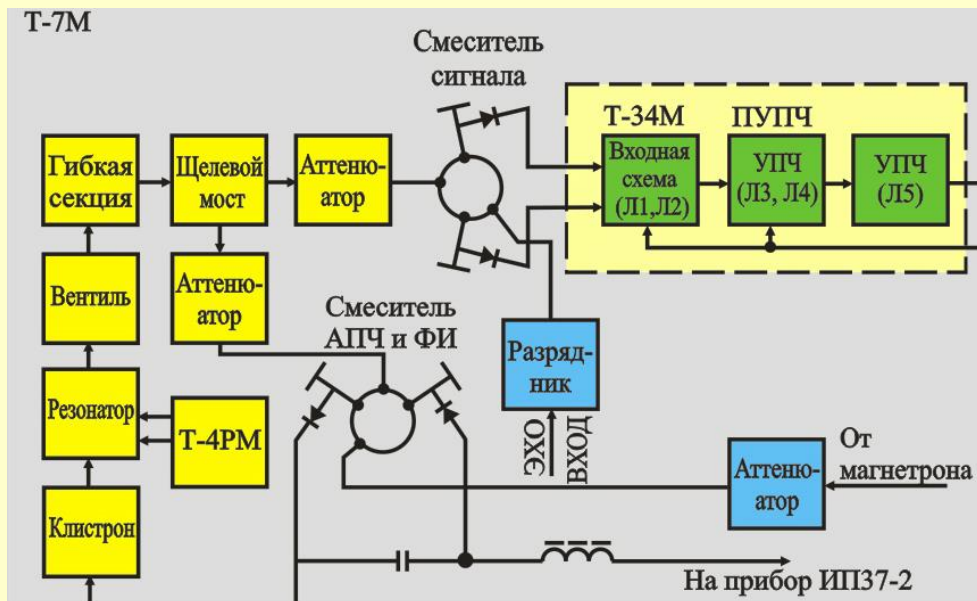 Т-7М
Смеситель
сигнала
Т-34М
ПУПЧ
Гибкая
секция
Щелевой
мост
Аттеню-
атор
Входная
схема
(Л1,Л2)
УПЧ
(Л3, Л4)
УПЧ
(Л5)
Вентиль
Аттеню-
атор
Смеситель
АПЧ и ФИ
Разряд-
ник
Резонатор
Т-4РМ
ЭХО
ВХОД
От
магнетрона
Аттеню-
атор
Клистрон
На прибор ИП37-2